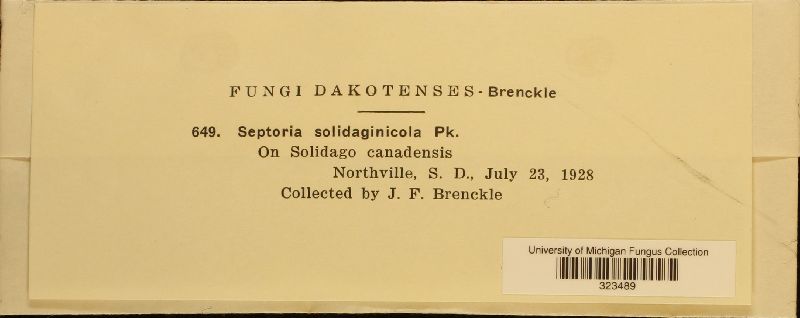 FUNGI DAKOTENSES - Brenckle
649. Septoria solidaginicola Pk.
On Solidago canadensis
Northville, S. D., July 23, 1928
Collected by J. F. Brenckle
University of Michigan Fungus Collection
323489